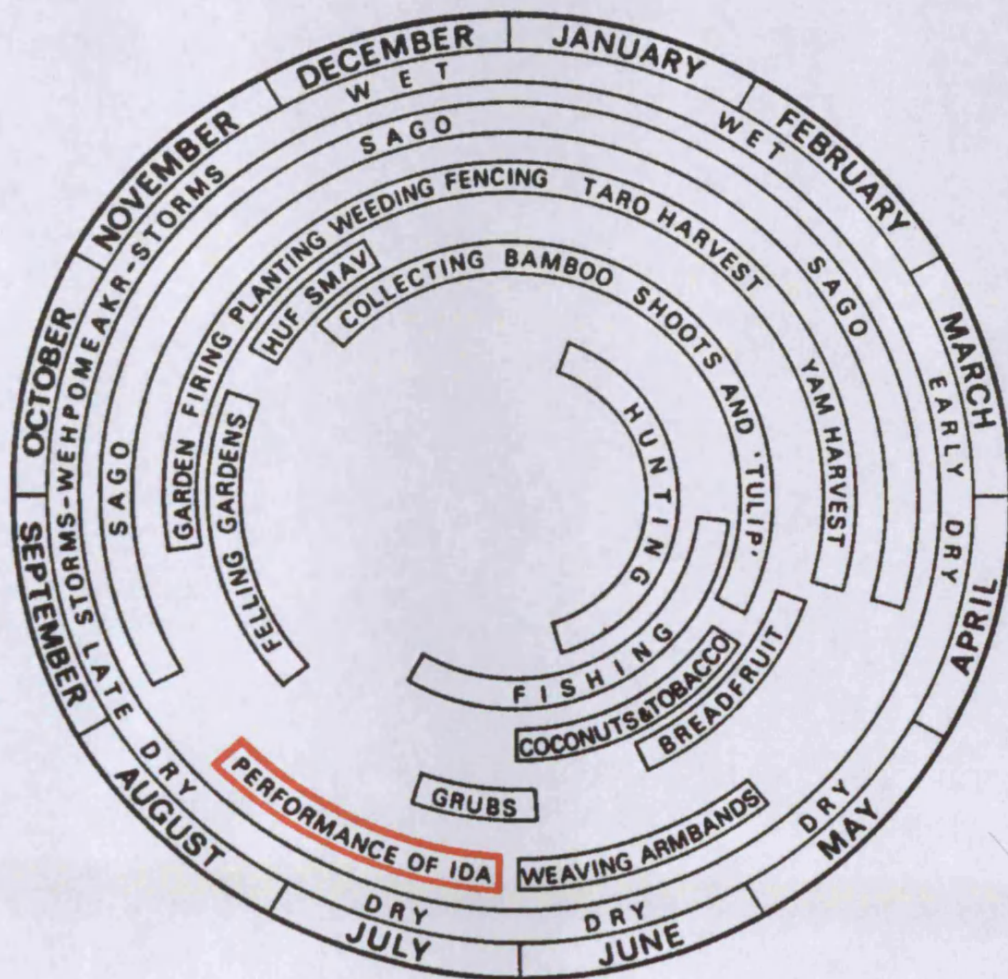 JANUARY
FEBRUARY
MARCH
APRIL
MAY
JUNE
JULY
AUGUST
SEPTEMBER
OCTOBER
NOVEMBER
DECEMBER
WET
WET
EARLY DRY
DRY
DRY
DRY
LATE DRY
STORMS-WEHPOMEAKR-STORMS
SAGO
SAGO
SAGO
GARDEN FIRING PLANTING WEEDING FENCING TARO HARVEST YAM HARVEST
HUF SMAV
FELLING GARDENS
COLLECTING BAMBOO SHOOTS AND 'TULIP'
HUNTING
FISHING
COCONUTS&TOBACCO
BREADFRUIT
GRUBS
WEAVING ARMBANDS
PERFORMANCE OF IDA